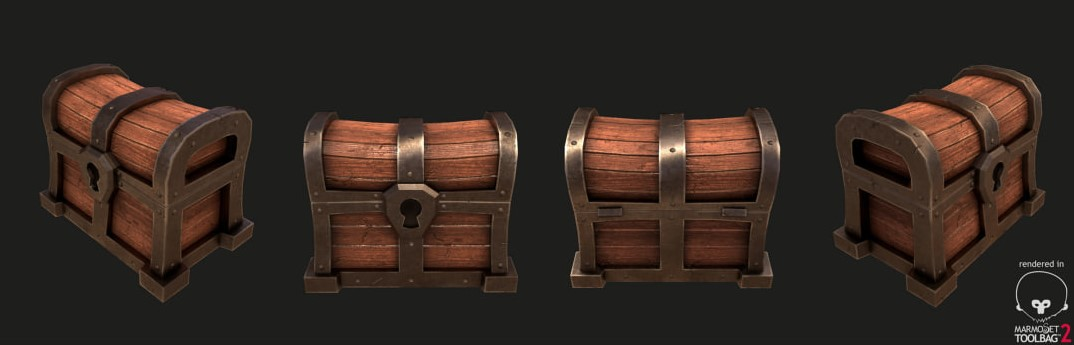 rendered in
MARMOSET
TOOLBAG 2